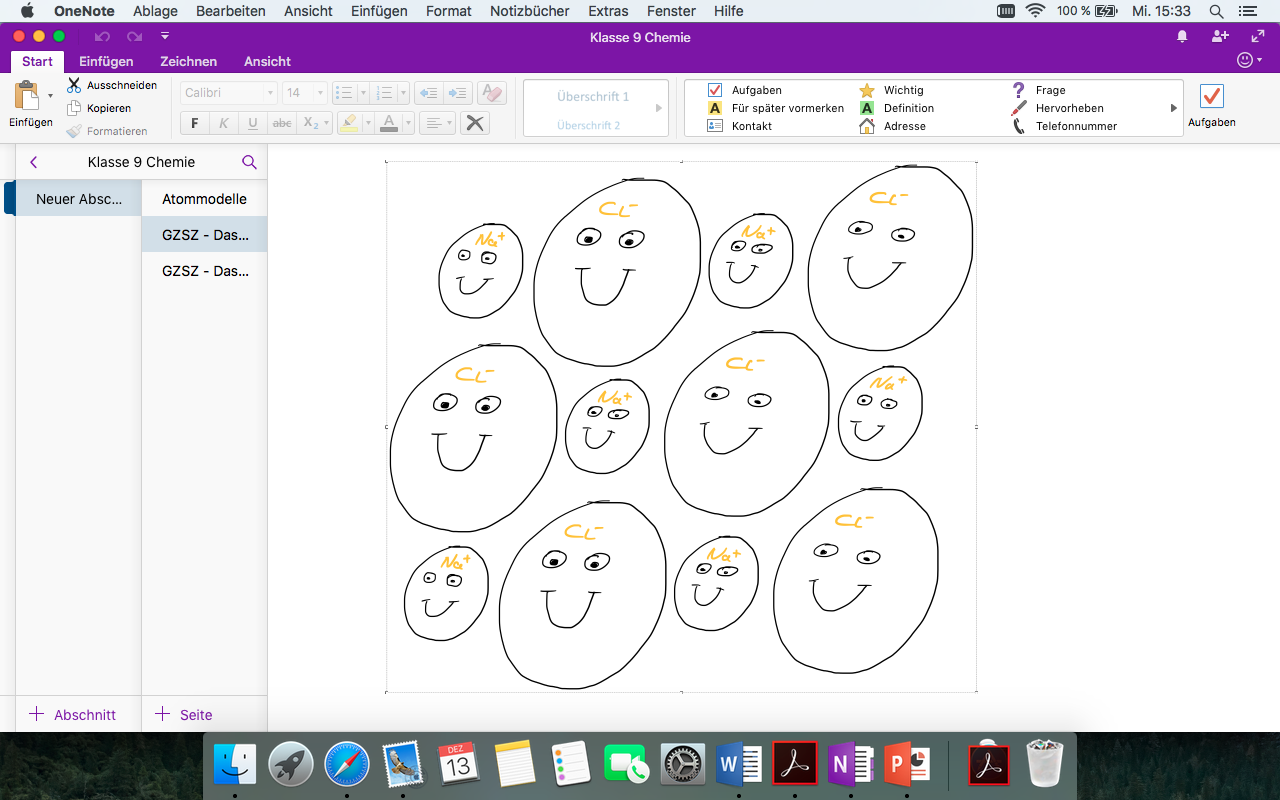 OneNote Ablage Bearbeiten Ansicht Einfügen Format Notizbücher Extras Fenster Hilfe 100 % Mi. 15:33
Klasse 9 Chemie
Start Einfügen Zeichnen Ansicht
Einfügen
Ausschneiden
Kopieren
Formatieren
Calibri 14
F K U abc X2 A
Überschrift 1
Überschrift 2
Aufgaben Wichtig Frage
A Für später vormerken A Definition Hervorheben
Kontakt Adresse Telefonnummer
Aufgaben
Klasse 9 Chemie
Neuer Absc...
Atommodelle
GZSZ - Das...
GZSZ - Das...
Na+ Cl- Na+ Cl-
Cl- Na+ Cl- Na+
Na+ Cl- Na+ Cl-
Abschnitt Seite
DEZ
13
W N P